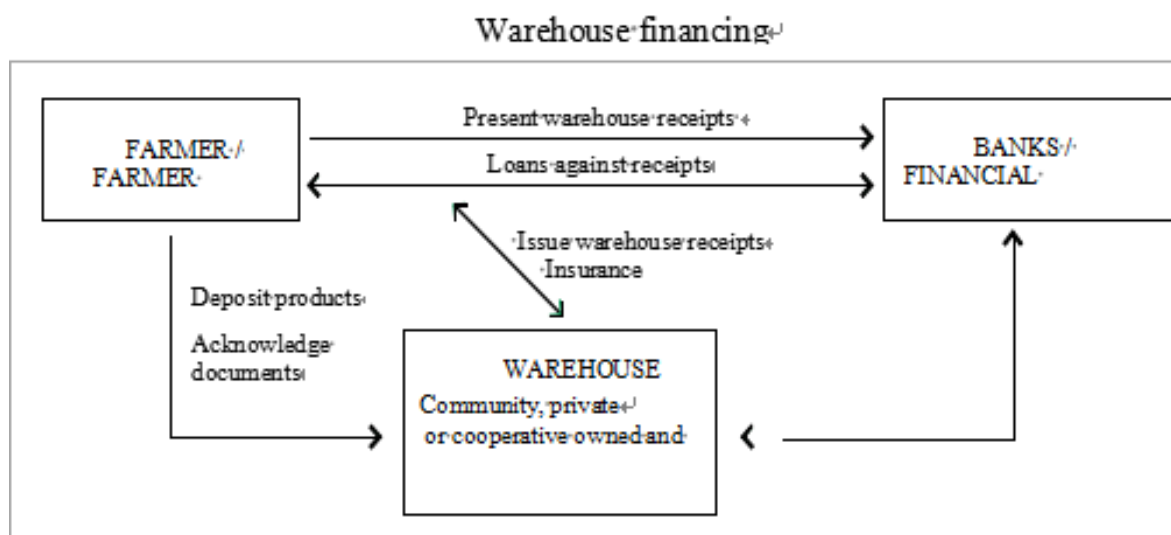 Warehouse financing
FARMER /
FARMER
Present warehouse receipts
Loans against receipts
BANKS /
FINANCIAL
Issue warehouse receipts
Insurance
Deposit products
Acknowledge
documents
WAREHOUSE
Community, private
or cooperative owned and